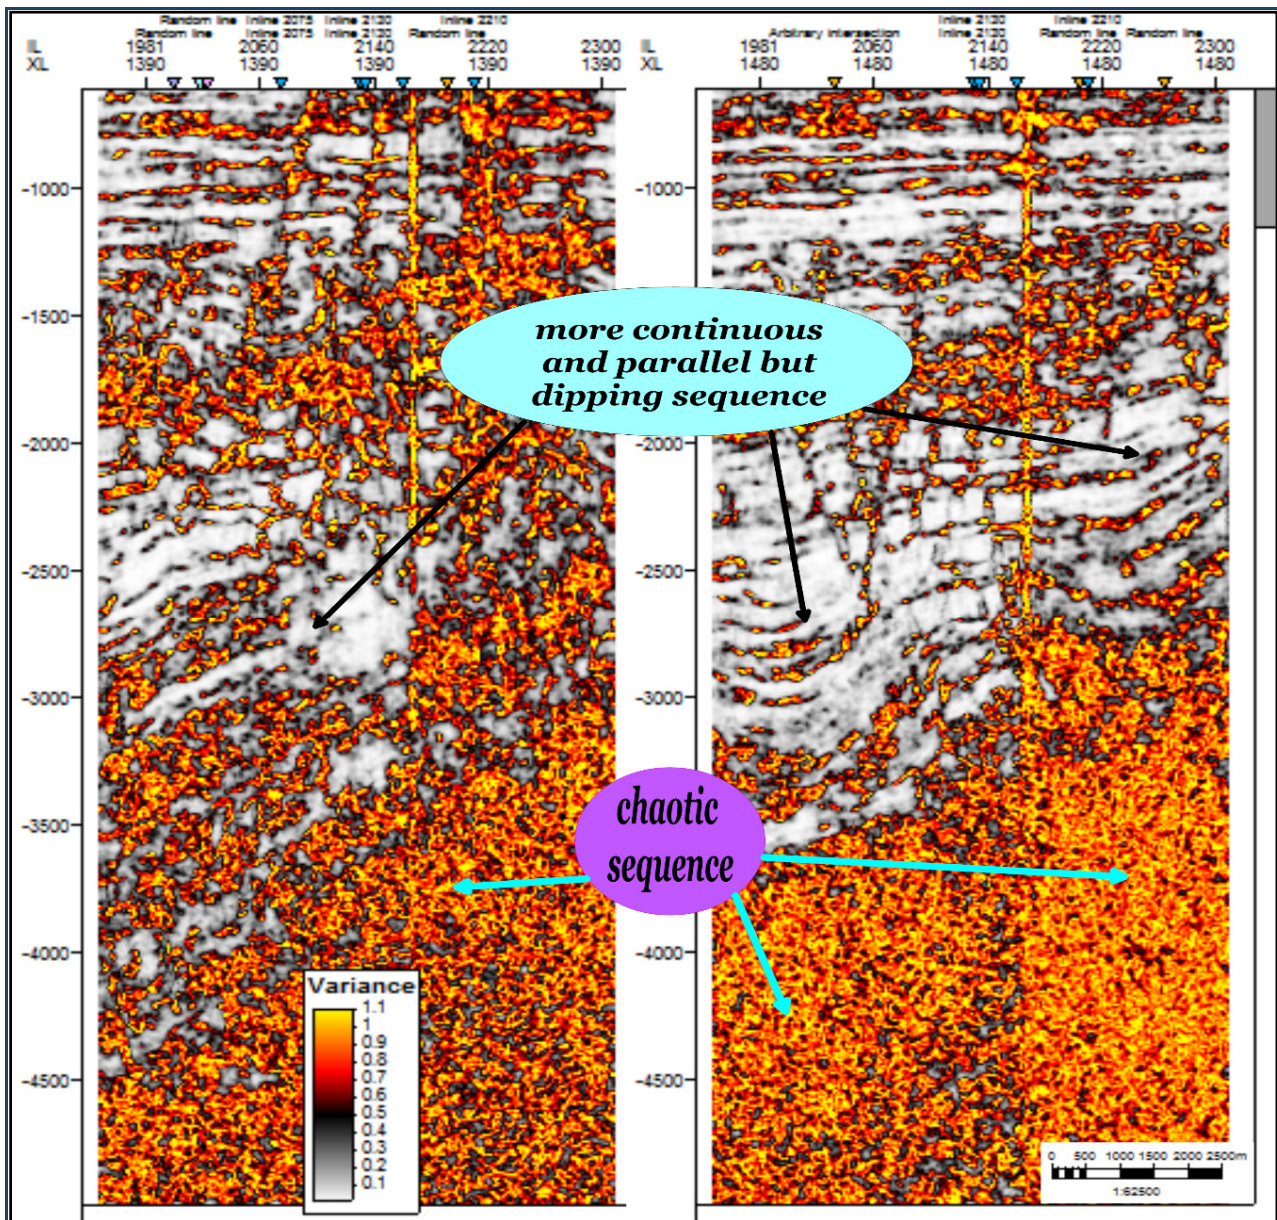 Random line Inline 2075 Inline 2130 Inline 2210
Random line Inline 2075 Inline 2130 Random line
IL 1981 2060 2140 2220 2300
XL 1390 1390 1390 1390 1390
Inline 2130 Inline 2210
Arbitrary intersection Inline 2130 Random line Random line
IL 1981 2060 2140 2220 2300
XL 1480 1480 1480 1480 1480
-1000
-1500
-2000
-2500
-3000
-3500
-4000
-4500
-1000
-2000
-2500
-3000
-3500
-4000
-4500
more continuous
and parallel but
dipping sequence
chaotic
sequence
Variance
1.1
1
0.9
0.8
0.7
0.6
0.5
0.4
0.3
0.2
0.1
0 500 1000 1500 2000 2500m
1:62500